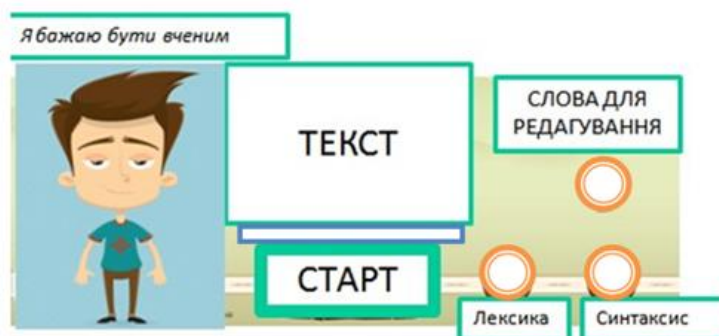 Я бажаю бути вченим
ТЕКСТ
СЛОВА ДЛЯ
РЕДАГУВАННЯ
СТАРТ
Лексика
Синтаксис